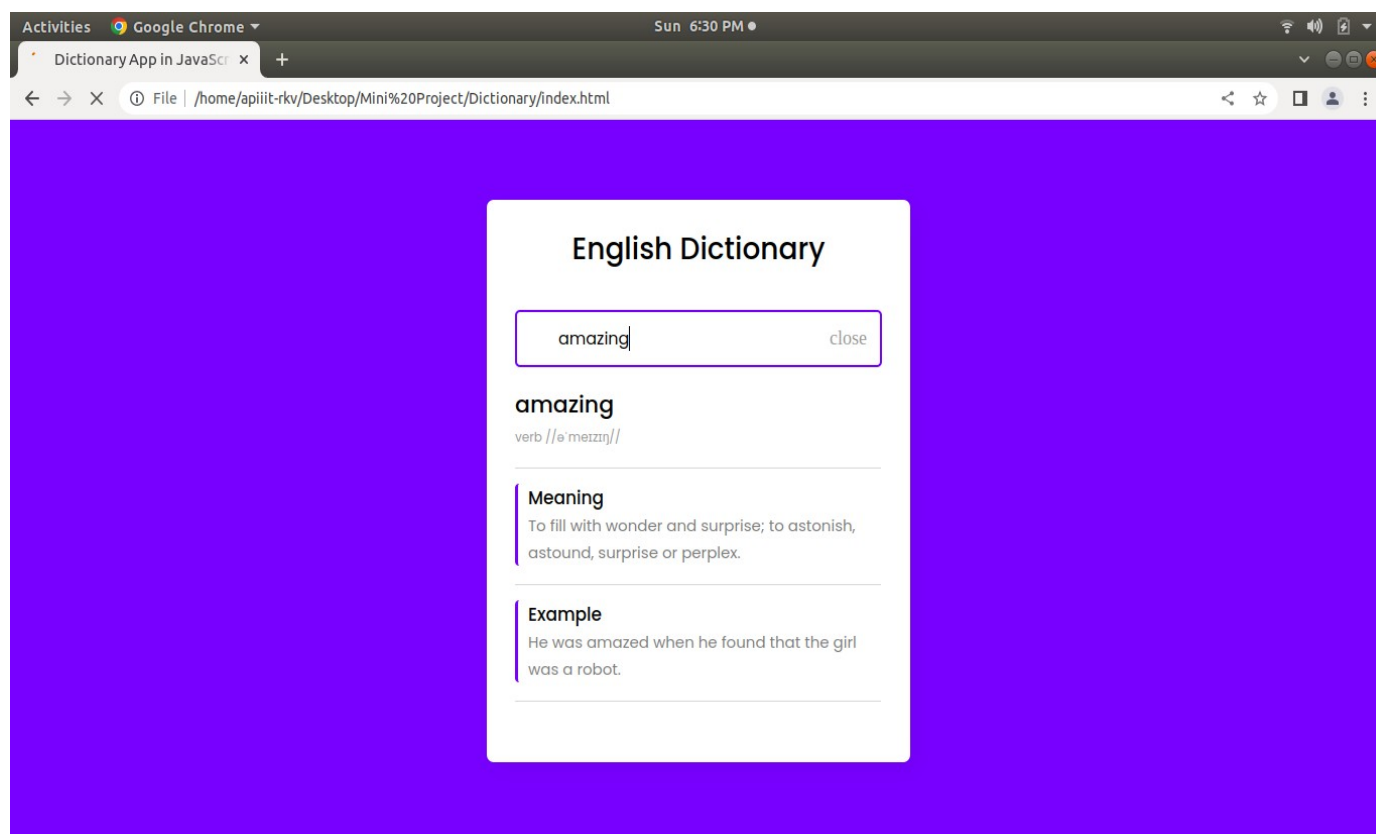 Activities Google Chrome Sun 6:30 PM
Dictionary App in JavaScr
File | /home/apiiit-rkv/Desktop/Mini%20Project/Dictionary/index.html
English Dictionary
amazing close
amazing
verb //əˈmeɪzɪŋ//
Meaning
To fill with wonder and surprise; to astonish,
astound, surprise or perplex.
Example
He was amazed when he found that the girl
was a robot.